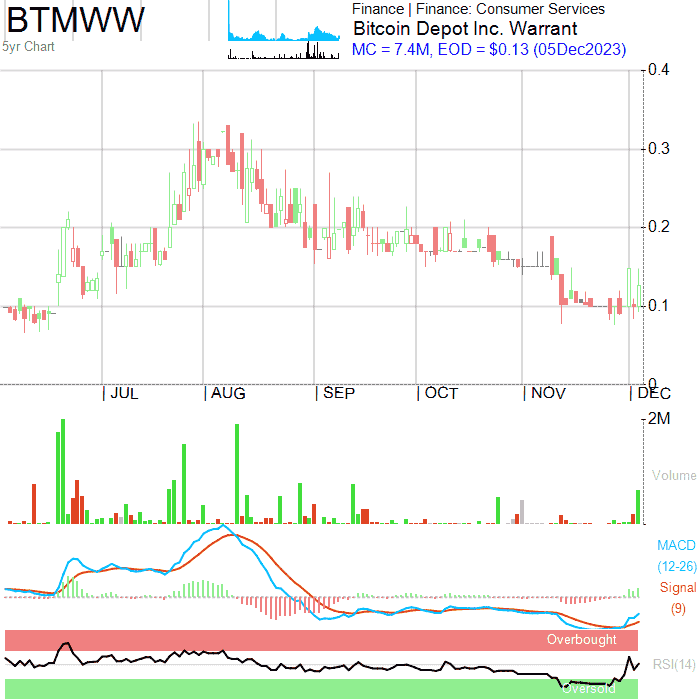 BTMWW
5yr Chart
Finance | Finance: Consumer Services
Bitcoin Depot Inc. Warrant
MC = 7.4M, EOD = $0.13 (05Dec2023)
0.4
0.3
0.2
0.1
0
| JUL | AUG | SEP | OCT | NOV | DEC
2M
Volume
MACD
(12-26)
Signal
(9)
Overbought
RSI(14)
Oversold